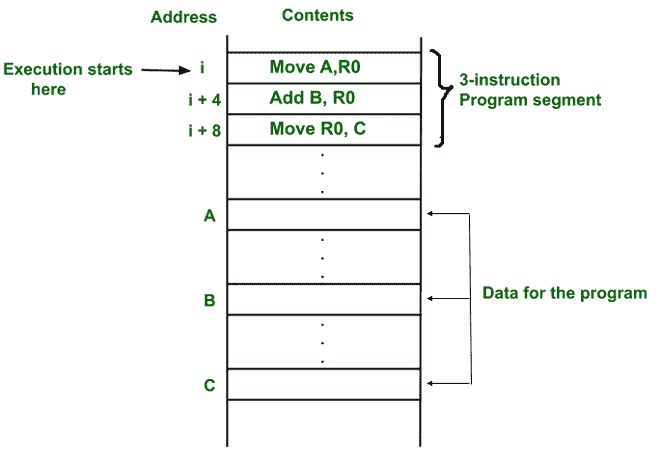 Address Contents
Execution starts here
i Move A,R0
i + 4 Add B, R0
i + 8 Move R0, C
3-instruction
Program segment
A
B
Data for the program
C